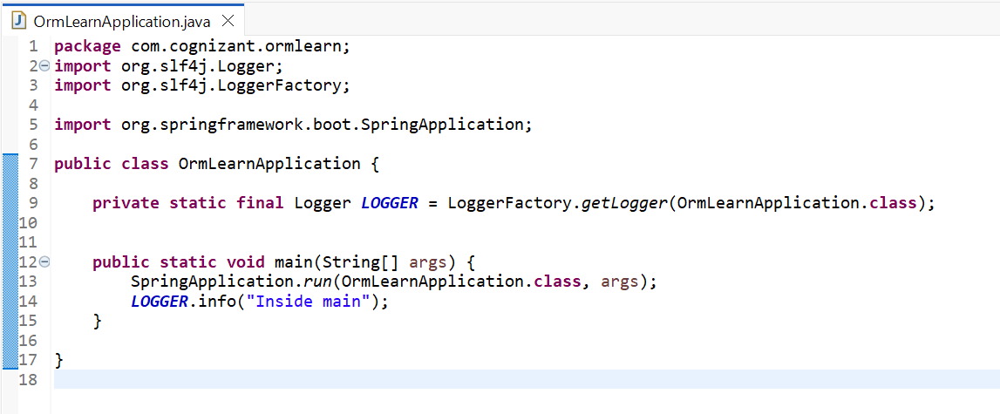 OrmLearnApplication.java
1 package com.cognizant.ormlearn;
2 import org.slf4j.Logger;
3 import org.slf4j.LoggerFactory;
4
5 import org.springframework.boot.SpringApplication;
6
7 public class OrmLearnApplication {
8
9     private static final Logger LOGGER = LoggerFactory.getLogger(OrmLearnApplication.class);
10
11
12     public static void main(String[] args) {
13         SpringApplication.run(OrmLearnApplication.class, args);
14         LOGGER.info("Inside main");
15     }
16
17 }
18